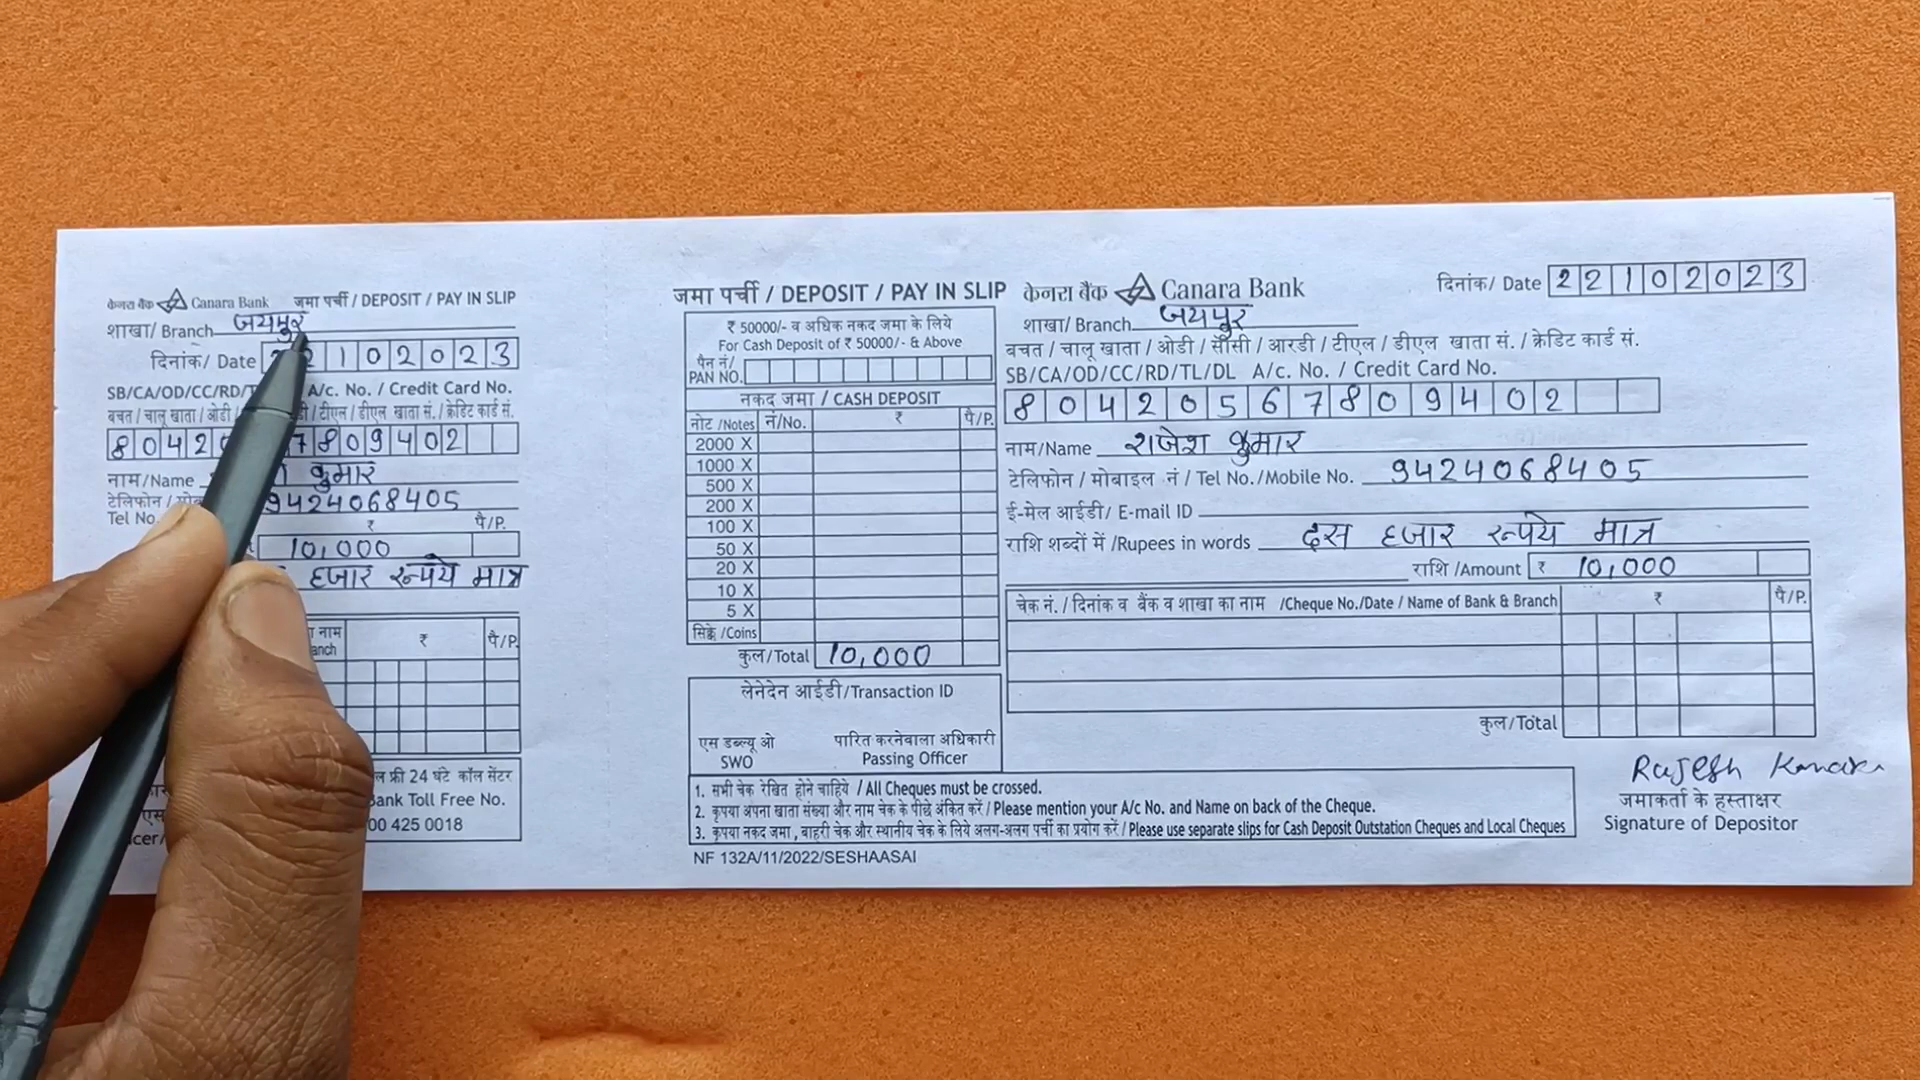 केनरा बैंक Canara Bank जमा पर्ची / DEPOSIT / PAY IN SLIP
शाखा/ Branch जयपुर
दिनांक/ Date 2 1 0 2 0 2 3
SB/CA/OD/CC/RD/T A/c. No. / Credit Card No.
बचत / चालू खाता / ओडी / डी / टीएल / डीएल खाता सं. / क्रेडिट कार्ड सं.
8 0 4 2 7 8 0 9 4 0 2
नाम/Name कुमार
टेलिफोन /
Tel No. 9424068405
₹ पै/P.
10,000
हजार रूपये मात्र
नाम ₹ पै/P.
anch
ल फ्री 24 घंटे कॉल सेंटर
Bank Toll Free No.
00 425 0018
cer/
जमा पर्ची / DEPOSIT / PAY IN SLIP केनरा बैंक Canara Bank
दिनांक/ Date 2 2 1 0 2 0 2 3
₹ 50000/- व अधिक नकद जमा के लिये
For Cash Deposit of ₹ 50000/- & Above
पैन नं/
PAN NO.
नकद जमा / CASH DEPOSIT
नोट /Notes नं/No. ₹ पै/P.
2000 X
1000 X
500 X
200 X
100 X
50 X
20 X
10 X
5 X
सिक्के /Coins
कुल/Total 10,000
लेनेदेन आईडी/Transaction ID
एस डब्ल्यू ओ पारित करनेवाला अधिकारी
SWO Passing Officer
शाखा/ Branch जयपुर
बचत / चालू खाता / ओडी / सीसी / आरडी / टीएल / डीएल खाता सं. / क्रेडिट कार्ड सं.
SB/CA/OD/CC/RD/TL/DL A/c. No. / Credit Card No.
8 0 4 2 0 5 6 7 8 0 9 4 0 2
नाम/Name राजेश कुमार
टेलिफोन / मोबाइल नं / Tel No./Mobile No. 9424068405
ई-मेल आईडी/ E-mail ID
राशि शब्दों में /Rupees in words दस हजार रूपये मात्र
राशि /Amount ₹ 10,000
चेक नं. / दिनांक व बैंक व शाखा का नाम /Cheque No./Date / Name of Bank & Branch ₹ पै/P.
कुल/Total
1. सभी चेक रेखित होने चाहिये / All Cheques must be crossed.
2. कृपया अपना खाता संख्या और नाम चेक के पीछे अंकित करें / Please mention your A/c No. and Name on back of the Cheque.
3. कृपया नकद जमा, बाहरी चेक और स्थानीय चेक के लिये अलग-अलग पर्ची का प्रयोग करें / Please use separate slips for Cash Deposit Outstation Cheques and Local Cheques
NF 132A/11/2022/SESHAASAI
Rajesh Kumar
जमाकर्ता के हस्ताक्षर
Signature of Depositor